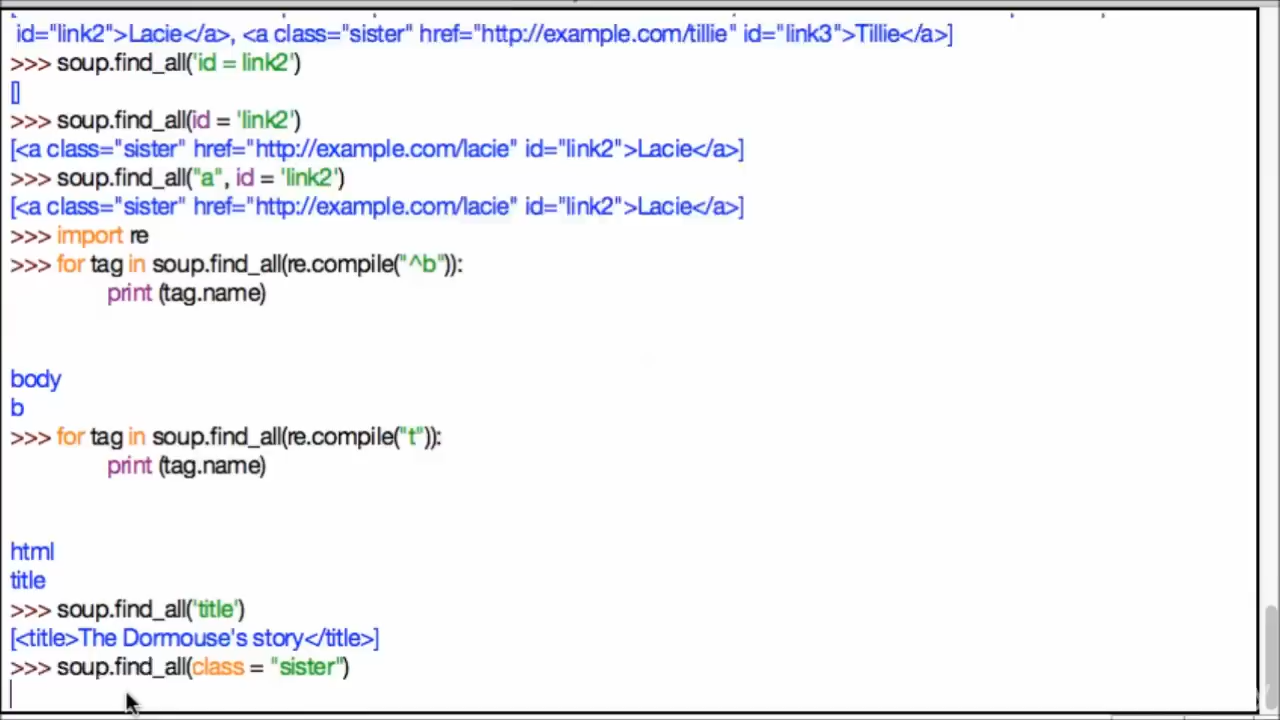 id="link2">Lacie</a>, <a class="sister" href="http://example.com/tillie" id="link3">Tillie</a>]
>>> soup.find_all('id = link2')
[]
>>> soup.find_all(id = 'link2')
[<a class="sister" href="http://example.com/lacie" id="link2">Lacie</a>]
>>> soup.find_all("a", id = 'link2')
[<a class="sister" href="http://example.com/lacie" id="link2">Lacie</a>]
>>> import re
>>> for tag in soup.find_all(re.compile("^b")):
print (tag.name)
body
b
>>> for tag in soup.find_all(re.compile("t")):
print (tag.name)
html
title
>>> soup.find_all('title')
[<title>The Dormouse's story</title>]
>>> soup.find_all(class = "sister")